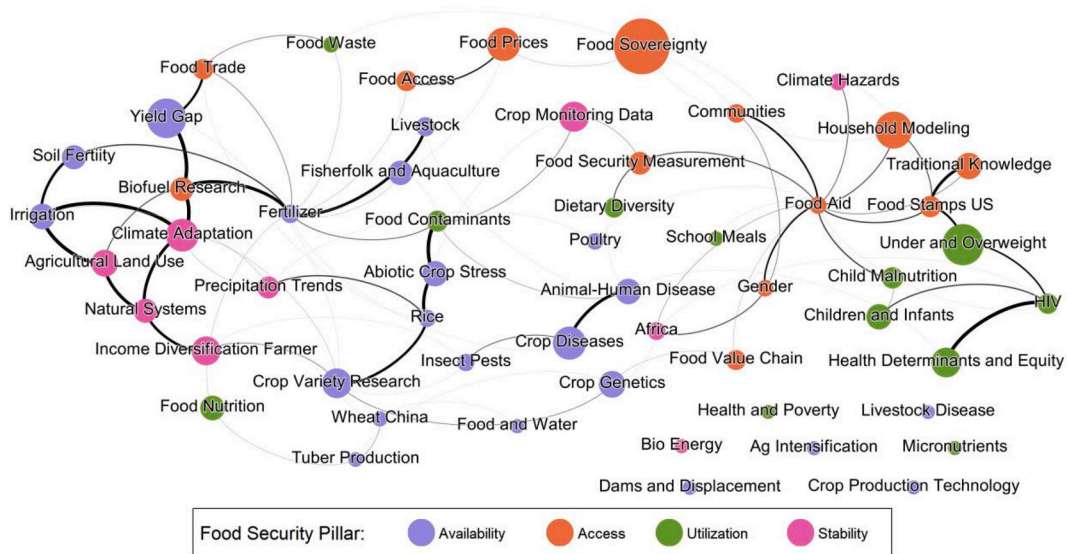 Food Waste
Food Prices
Food Sovereignty
Food Trade
Food Access
Climate Hazards
Yield Gap
Livestock
Crop Monitoring Data
Communities
Household Modeling
Soil Fertiity
Fisherfolk and Aquaculture
Food Security Measurement
Traditional Knowledge
Biofuel Research
Irrigation
Fertilizer
Food Contaminants
Dietary Diversity
Food Aid
Food Stamps US
Climate Adaptation
Poultry
School Meals
Under and Overweight
Agricultural Land Use
Precipitation Trends
Abiotic Crop Stress
Animal-Human Disease
Gender
Child Malnutrition
HIV
Natural Systems
Rice
Africa
Children and Infants
Income Diversification Farmer
Insect Pests
Crop Diseases
Food Value Chain
Health Determinants and Equity
Crop Variety Research
Crop Genetics
Food Nutrition
Wheat China
Food and Water
Health and Poverty
Livestock Disease
Tuber Production
Bio Energy
Ag Intensification
Micronutrients
Dams and Displacement
Crop Production Technology
Food Security Pillar: Availability Access Utilization Stability